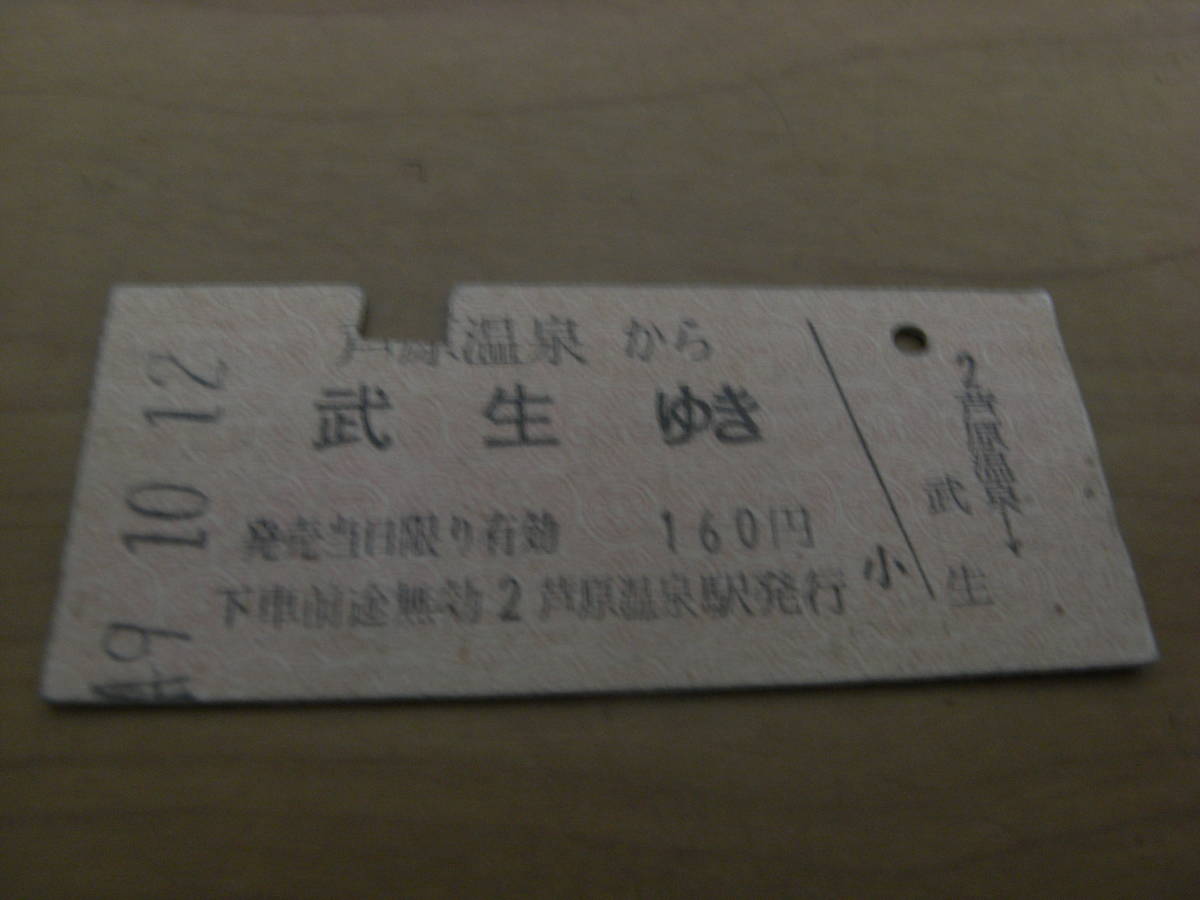 芦原温泉 から
武 生 ゆき
発売当日限り有効 160円
下車前途無効 2 芦原温泉駅発行
小
2 芦原温泉→
武 生
49 10 12